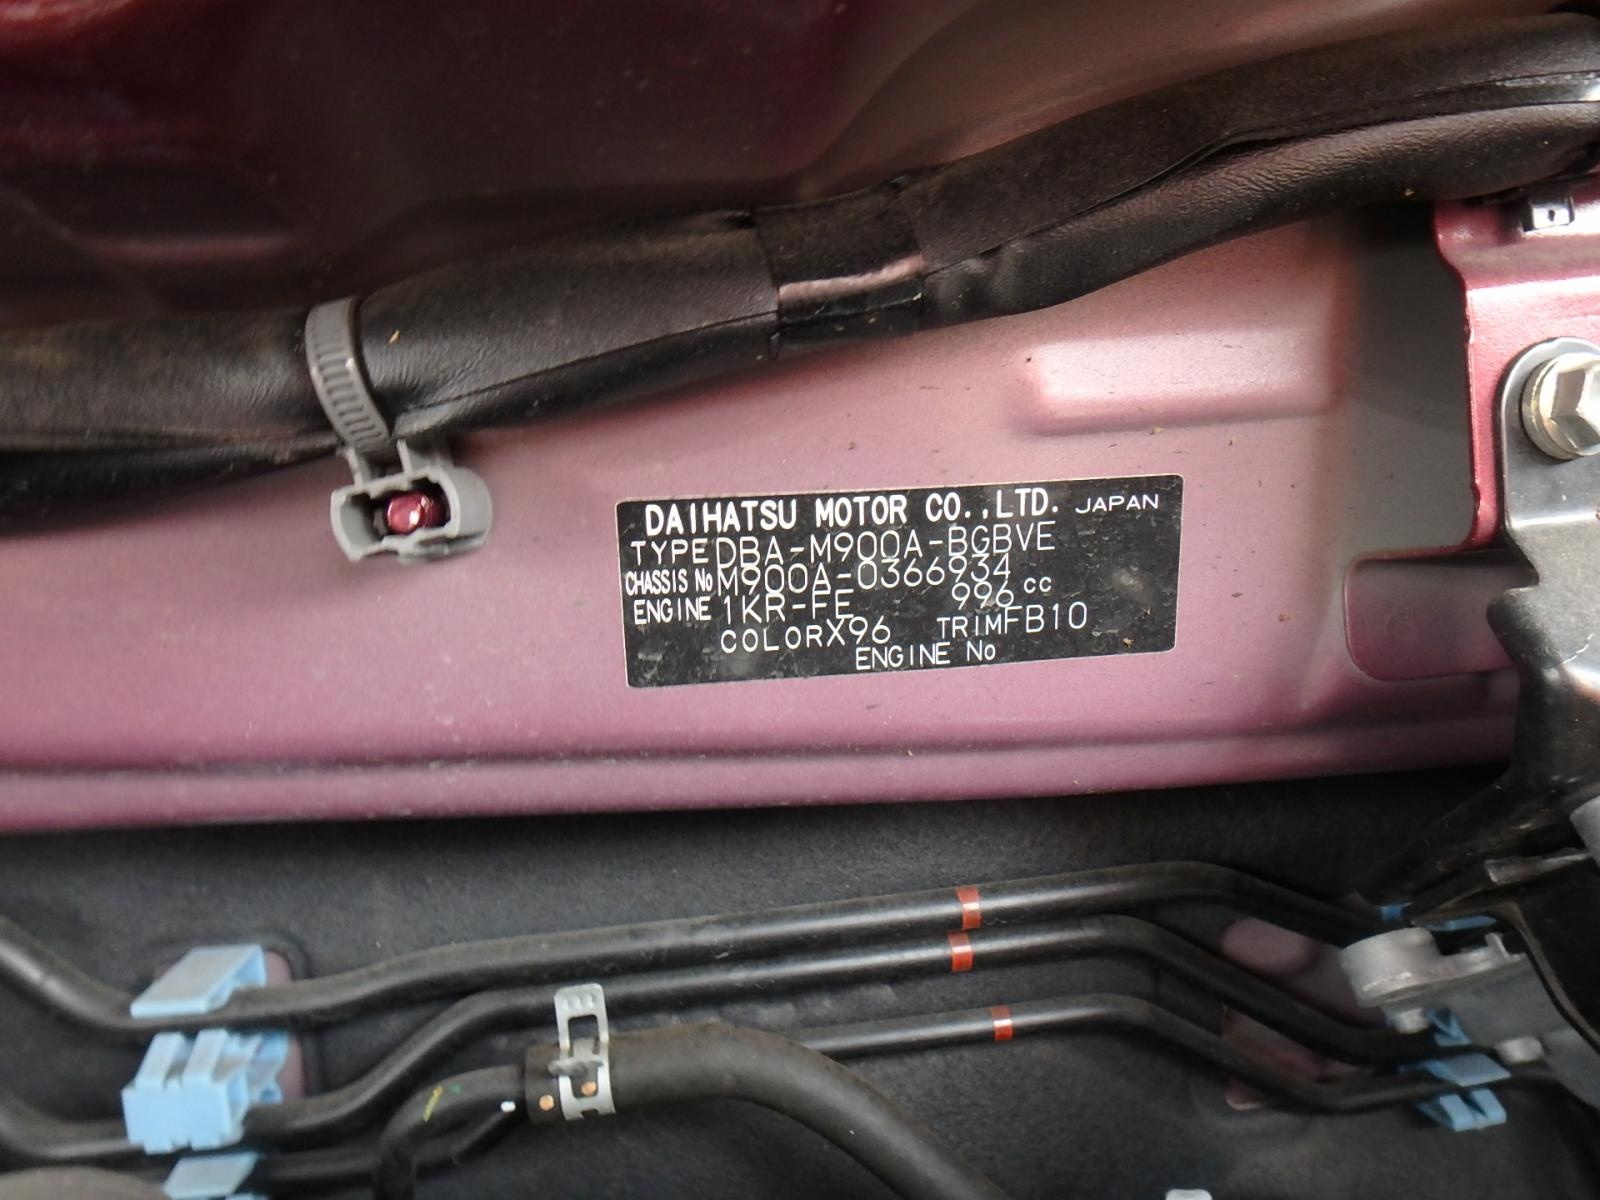 DAIHATSU MOTOR CO.,LTD. JAPAN
TYPE DBA-M900A-BGBVE
CHASSIS No M900A-0366934
ENGINE 1KR-FE 996 cc
COLOR X96 TRIM FB10
ENGINE No